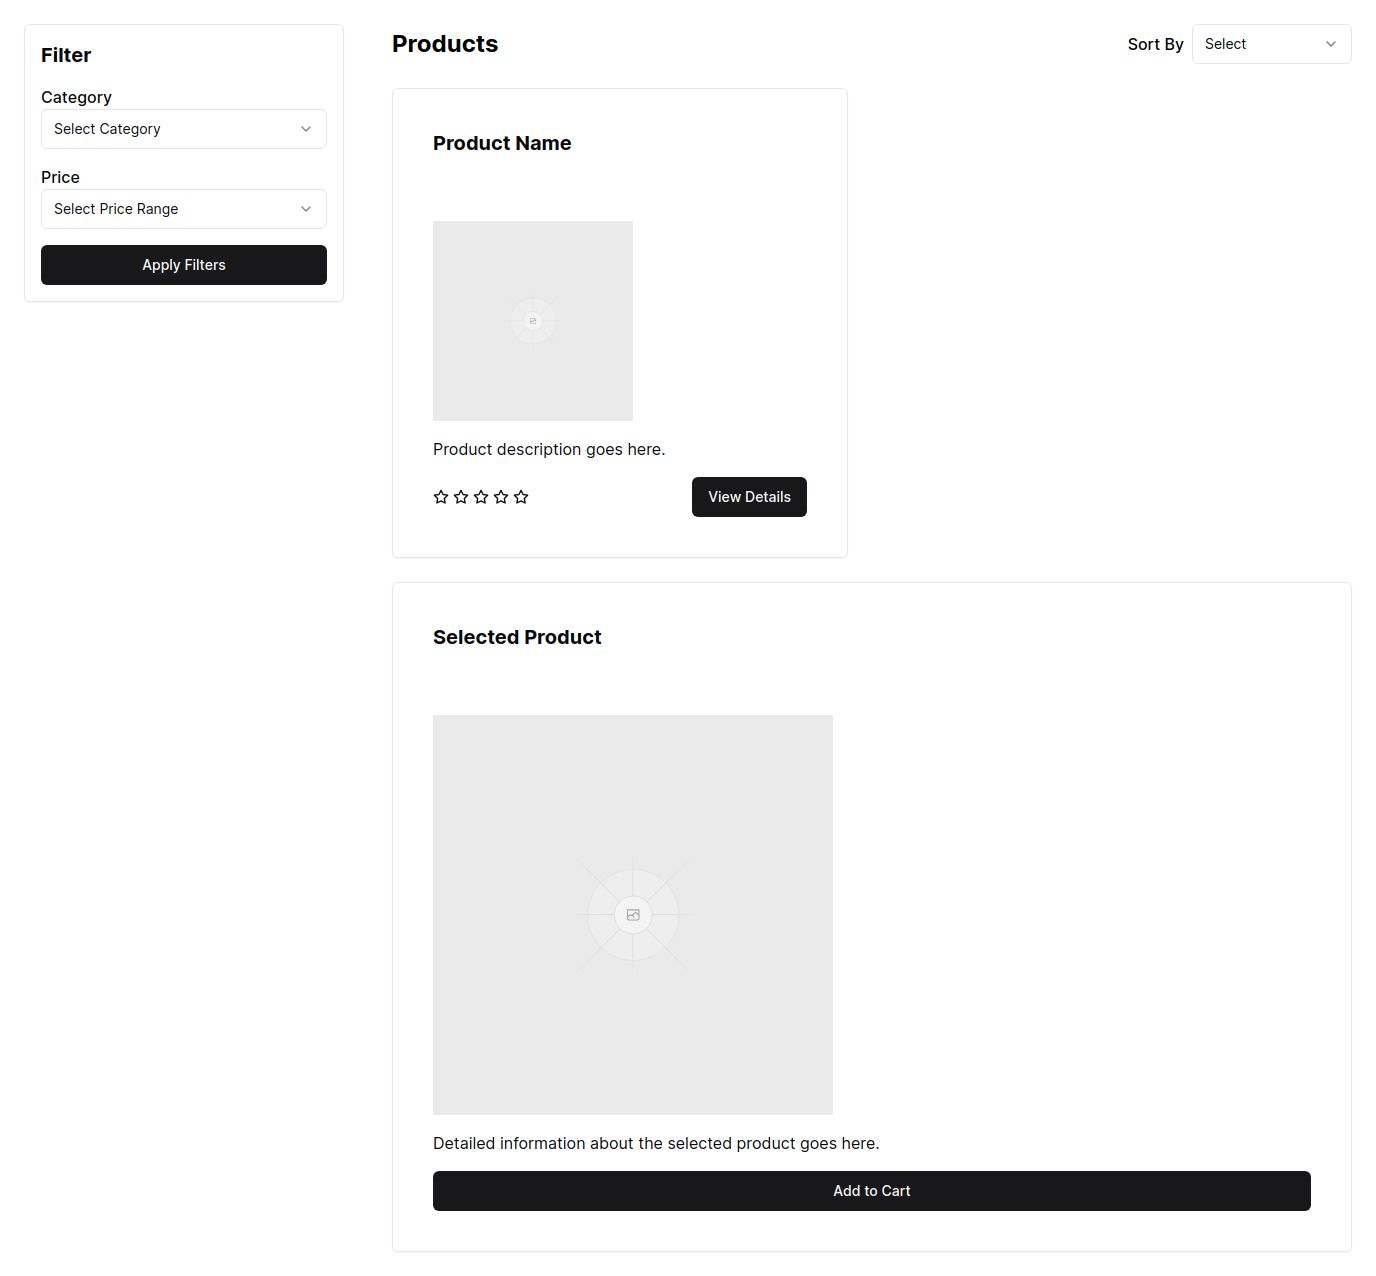 Filter
Category
Select Category
Price
Select Price Range
Apply Filters
Products
Sort By
Select
Product Name
Product description goes here.
View Details
Selected Product
Detailed information about the selected product goes here.
Add to Cart